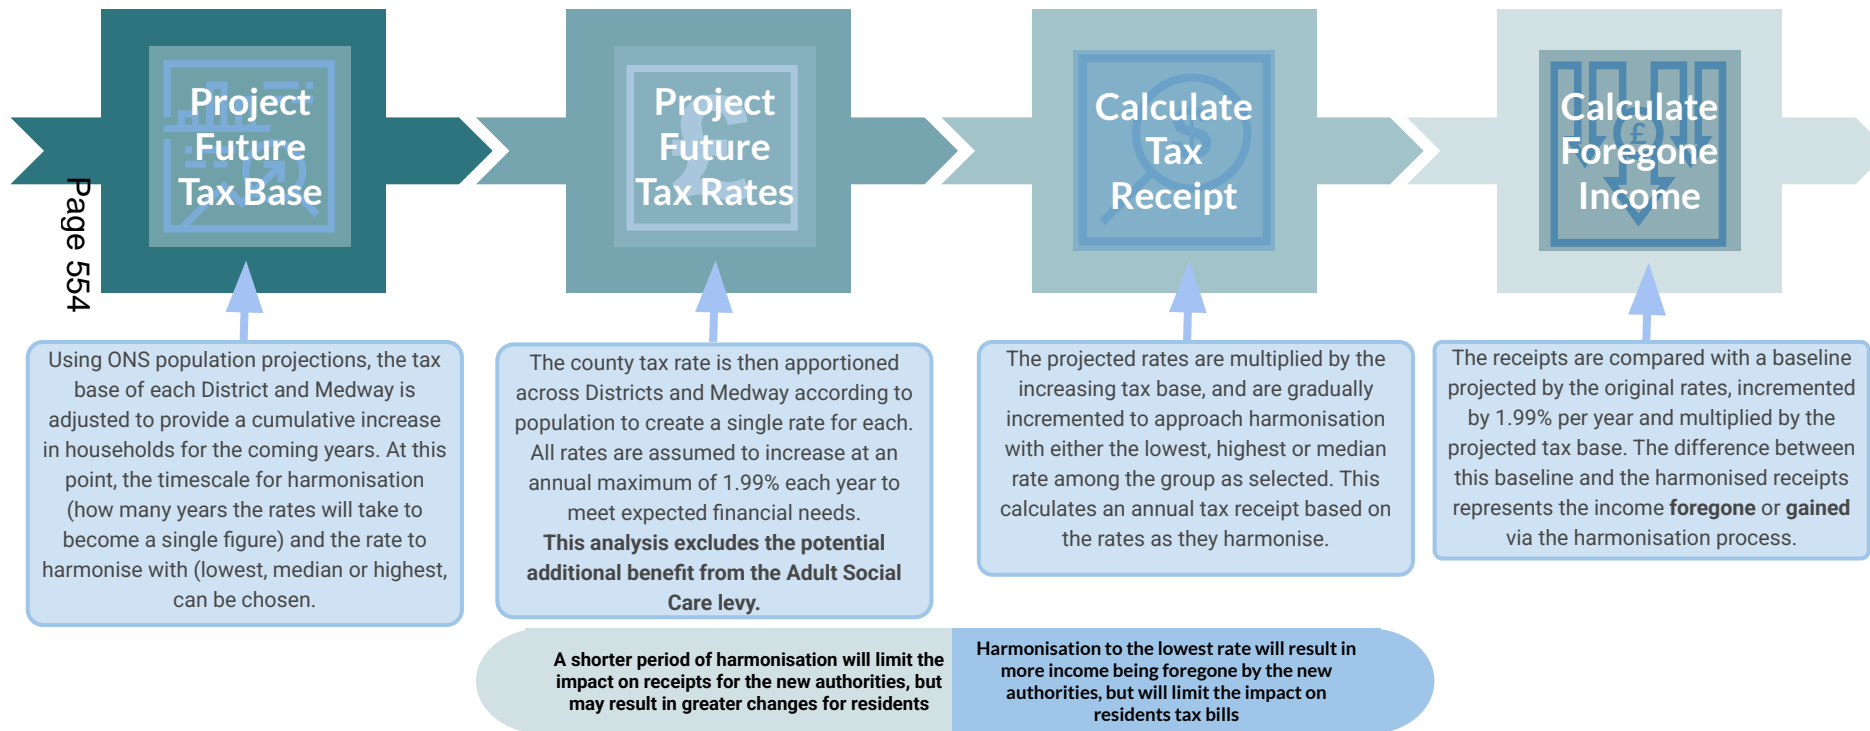 Project
Future
Tax Base
Project
Future
Tax Rates
Calculate
Tax
Receipt
$
Calculate
Foregone
Income
£
£
Page 554
Using ONS population projections, the tax
base of each District and Medway is
adjusted to provide a cumulative increase
in households for the coming years. At this
point, the timescale for harmonisation
(how many years the rates will take to
become a single figure) and the rate to
harmonise with (lowest, median or highest,
can be chosen.
The county tax rate is then apportioned
across Districts and Medway according to
population to create a single rate for each.
All rates are assumed to increase at an
annual maximum of 1.99% each year to
meet expected financial needs.
This analysis excludes the potential
additional benefit from the Adult Social
Care levy.
The projected rates are multiplied by the
increasing tax base, and are gradually
incremented to approach harmonisation
with either the lowest, highest or median
rate among the group as selected. This
calculates an annual tax receipt based on
the rates as they harmonise.
The receipts are compared with a baseline
projected by the original rates, incremented
by 1.99% per year and multiplied by the
projected tax base. The difference between
this baseline and the harmonised receipts
represents the income foregone or gained
via the harmonisation process.
A shorter period of harmonisation will limit the
impact on receipts for the new authorities, but
may result in greater changes for residents
Harmonisation to the lowest rate will result in
more income being foregone by the new
authorities, but will limit the impact on
residents tax bills